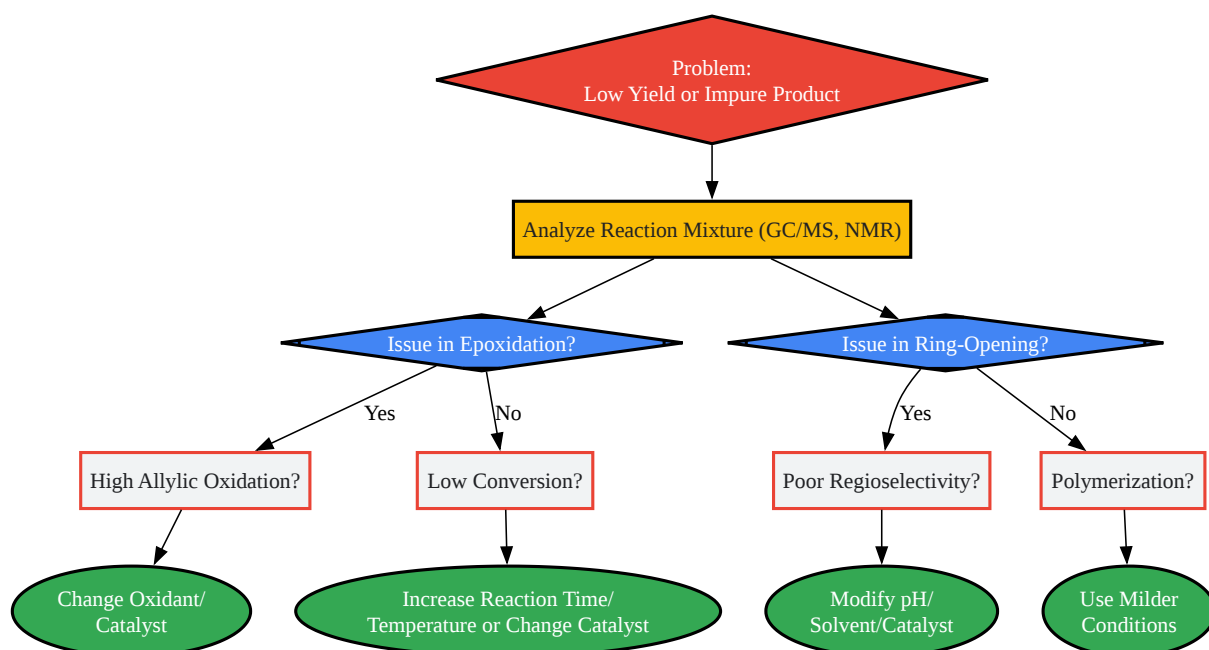 Problem:
Low Yield or Impure Product
Analyze Reaction Mixture (GC/MS, NMR)
Issue in Epoxidation?
Issue in Ring-Opening?
Yes
No
Yes
No
High Allylic Oxidation?
Low Conversion?
Poor Regioselectivity?
Polymerization?
Change Oxidant/
Catalyst
Increase Reaction Time/
Temperature or Change Catalyst
Modify pH/
Solvent/Catalyst
Use Milder
Conditions